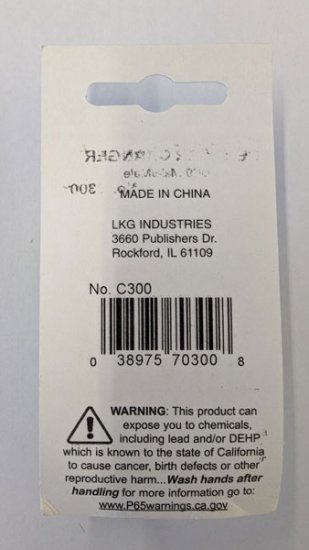 MADE IN CHINA
LKG INDUSTRIES
3660 Publishers Dr.
Rockford, IL 61109
No. C300
0 38975 70300 8
WARNING: This product can
expose you to chemicals,
including lead and/or DEHP
which is known to the state of California
to cause cancer, birth defects or other
reproductive harm...Wash hands after
handling for more information go to:
www.P65warnings.ca.gov